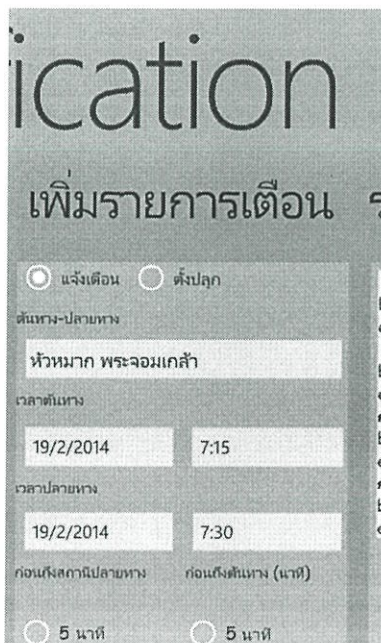 ication
เพิ่มรายการเตือน
แจ้งเตือน ตั้งปลุก
ต้นทาง-ปลายทาง
หัวหมาก พระจอมเกล้า
เวลาต้นทาง
19/2/2014 7:15
เวลาปลายทาง
19/2/2014 7:30
ก่อนถึงสถานีปลายทาง ก่อนถึงต้นทาง (นาที)
5 นาที 5 นาที